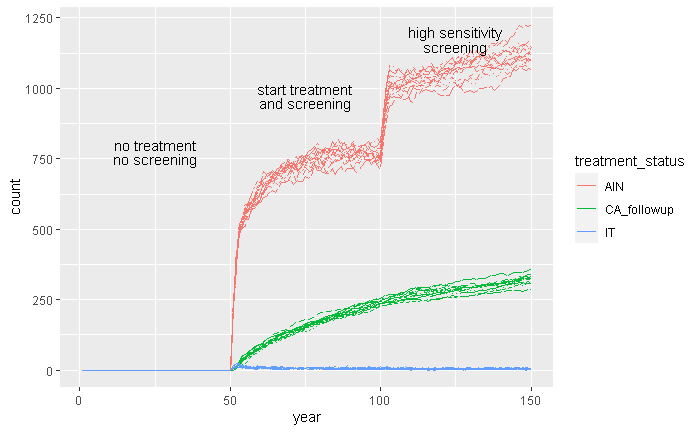 1250
high sensitivity
screening
1000
start treatment
and screening
no treatment
no screening
750
500
250
0
count
0
50
100
150
year
treatment_status
AIN
CA_followup
IT